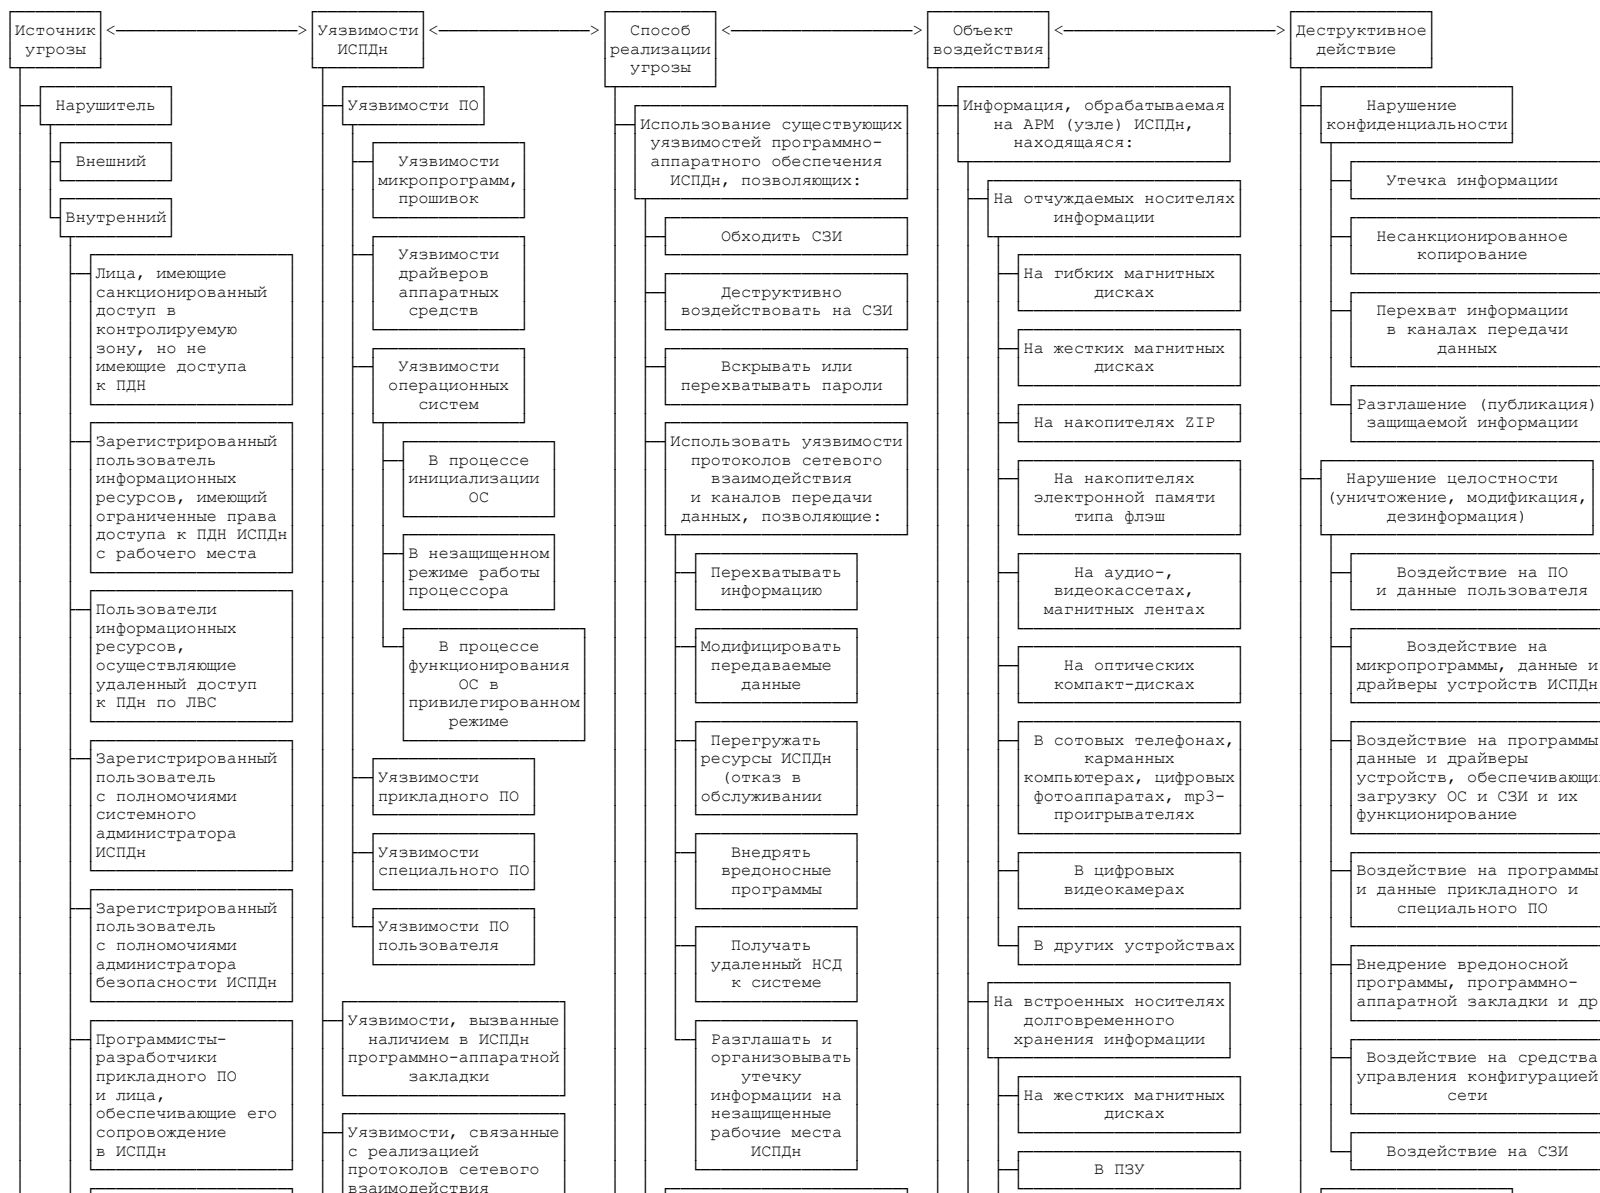 Источник
угрозы
Уязвимости
ИСПДн
Способ
реализации
угрозы
Объект
воздействия
Деструктивное
действие
Нарушитель
Внешний
Внутренний
Лица, имеющие
санкционированный
доступ в
контролируемую
зону, но не
имеющие доступа
к ПДН
Зарегистрированный
пользователь
информационных
ресурсов, имеющий
ограниченные права
доступа к ПДН ИСПДн
с рабочего места
Пользователи
информационных
ресурсов,
осуществляющие
удаленный доступ
к ПДн по ЛВС
Зарегистрированный
пользователь
с полномочиями
системного
администратора
ИСПДн
Зарегистрированный
пользователь
с полномочиями
администратора
безопасности ИСПДн
Программисты-
разработчики
прикладного ПО
и лица,
обеспечивающие его
сопровождение
в ИСПДн
Уязвимости ПО
Уязвимости
микропрограмм,
прошивок
Уязвимости
драйверов
аппаратных
средств
Уязвимости
операционных
систем
В процессе
инициализации
ОС
В незащищенном
режиме работы
процессора
В процессе
функционирования
ОС в
привилегированном
режиме
Уязвимости
прикладного ПО
Уязвимости
специального ПО
Уязвимости ПО
пользователя
Уязвимости, вызванные
наличием в ИСПДн
программно-аппаратной
закладки
Уязвимости, связанные
с реализацией
протоколов сетевого
взаимодействия
Использование существующих
уязвимостей программно-
аппаратного обеспечения
ИСПДн, позволяющих:
Обходить СЗИ
Деструктивно
воздействовать на СЗИ
Вскрывать или
перехватывать пароли
Использовать уязвимости
протоколов сетевого
взаимодействия
и каналов передачи
данных, позволяющие:
Перехватывать
информацию
Модифицировать
передаваемые
данные
Перегружать
ресурсы ИСПДн
(отказ в
обслуживании
Внедрять
вредоносные
программы
Получать
удаленный НСД
к системе
Разглашать и
организовывать
утечку
информации на
незащищенные
рабочие места
ИСПДн
Информация, обрабатываемая
на АРМ (узле) ИСПДн,
находящаяся:
На отчуждаемых носителях
информации
На гибких магнитных
дисках
На жестких магнитных
дисках
На накопителях ZIP
На накопителях
электронной памяти
типа флэш
На аудио-,
видеокассетах,
магнитных лентах
На оптических
компакт-дисках
В сотовых телефонах,
карманных
компьютерах, цифровых
фотоаппаратах, mp3-
проигрывателях
В цифровых
видеокамерах
В других устройствах
На встроенных носителях
долговременного
хранения информации
На жестких магнитных
дисках
В ПЗУ
Нарушение
конфиденциальности
Утечка информации
Несанкционированное
копирование
Перехват информации
в каналах передачи
данных
Разглашение (публикация)
защищаемой информации
Нарушение целостности
(уничтожение, модификация,
дезинформация)
Воздействие на ПО
и данные пользователя
Воздействие на
микропрограммы, данные и
драйверы устройств ИСПДн
Воздействие на программы
данные и драйверы
устройств, обеспечивающи
загрузку ОС и СЗИ и их
функционирование
Воздействие на программы
и данные прикладного и
специального ПО
Внедрение вредоносной
программы, программно-
аппаратной закладки и др
Воздействие на средства
управления конфигурацией
сети
Воздействие на СЗИ